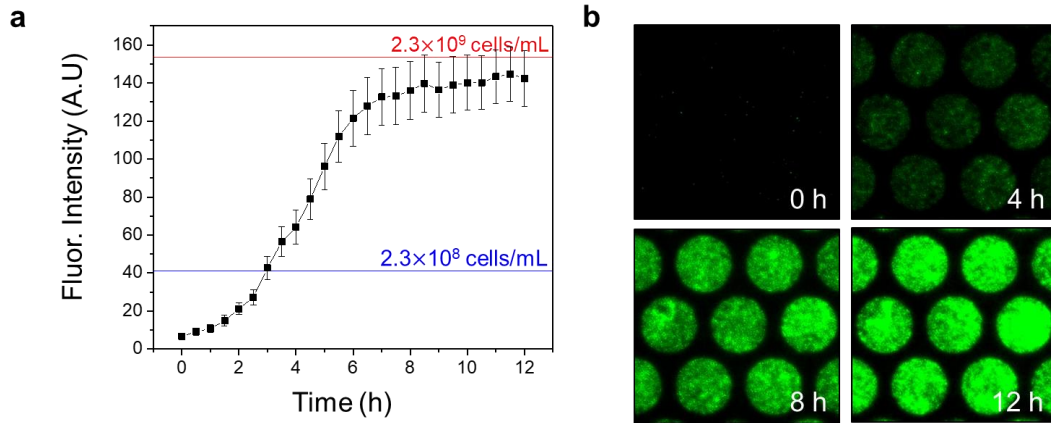 a
Fluor. Intensity (A.U)
160
140
120
100
80
60
40
20
0
2.3×10⁹ cells/mL
2.3×10⁸ cells/mL
0 2 4 6 8 10 12
Time (h)
b
0 h
4 h
8 h
12 h